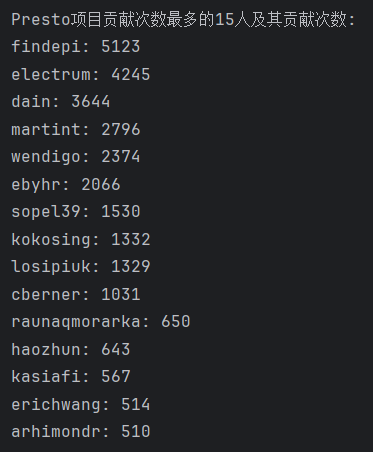 Presto项目贡献次数最多的15人及其贡献次数:
findepi: 5123
electrum: 4245
dain: 3644
martint: 2796
wendigo: 2374
ebyhr: 2066
sopel39: 1530
kokosing: 1332
losipiuk: 1329
cberner: 1031
raunaqmorarka: 650
haozhun: 643
kasiafi: 567
erichwang: 514
arhimondr: 510